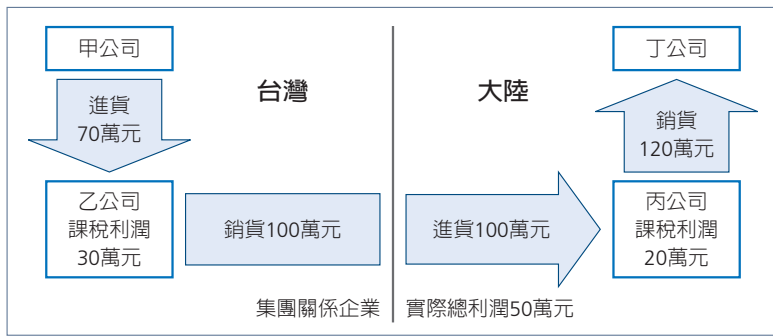 甲公司
進貨
70萬元
乙公司
課稅利潤
30萬元
台灣
銷貨100萬元
集團關係企業
大陸
進貨100萬元
實際總利潤50萬元
丁公司
銷貨
120萬元
丙公司
課稅利潤
20萬元